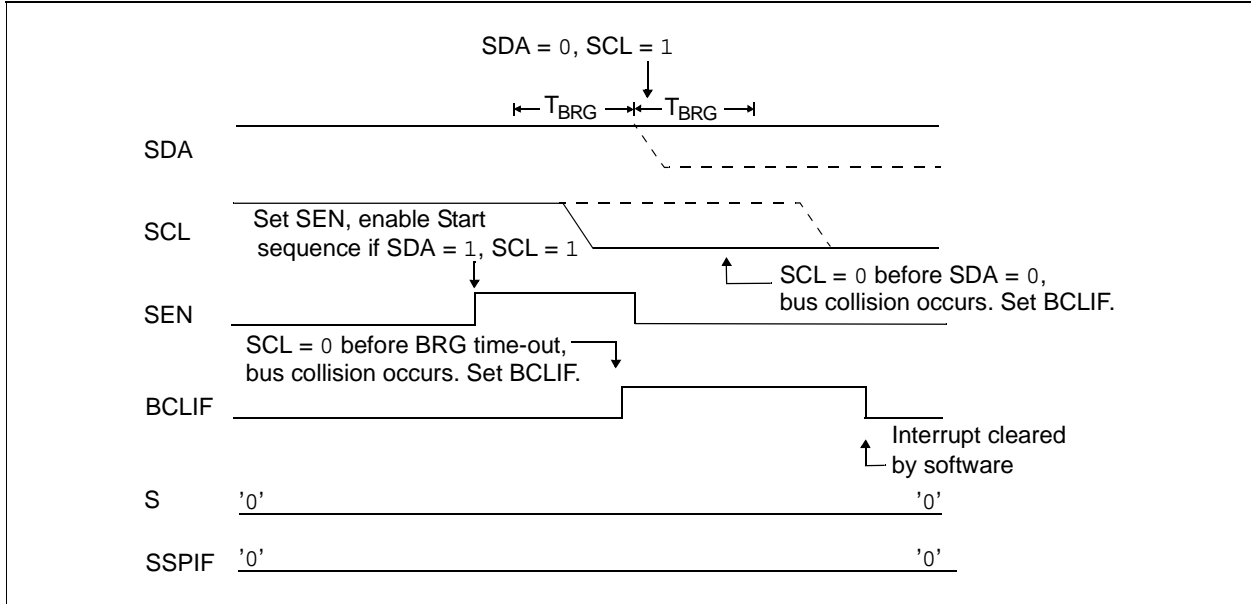 SDA = 0, SCL = 1
TBRG TBRG
SDA
SCL
Set SEN, enable Start
sequence if SDA = 1, SCL = 1
SCL = 0 before SDA = 0,
bus collision occurs. Set BCLIF.
SEN
SCL = 0 before BRG time-out,
bus collision occurs. Set BCLIF.
BCLIF
Interrupt cleared
by software
S '0' '0'
SSPIF '0' '0'